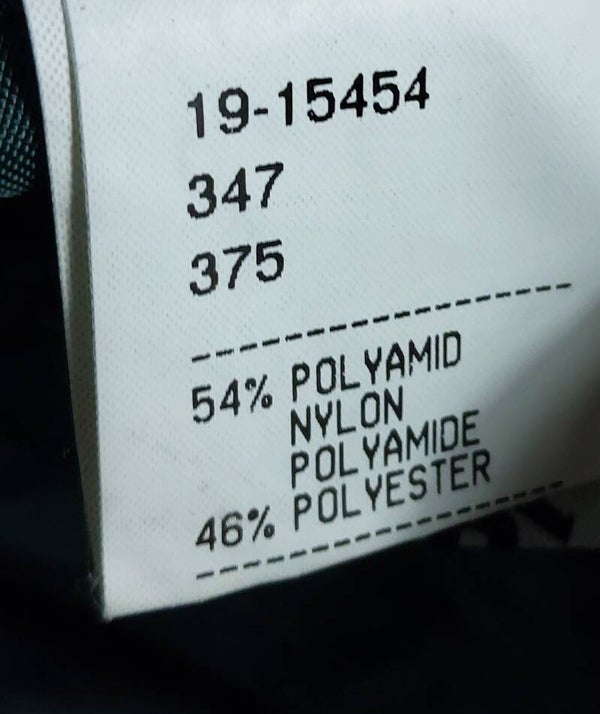 19-15454
347
375
54% POLYAMID
NYLON
POLYAMIDE
46% POLYESTER